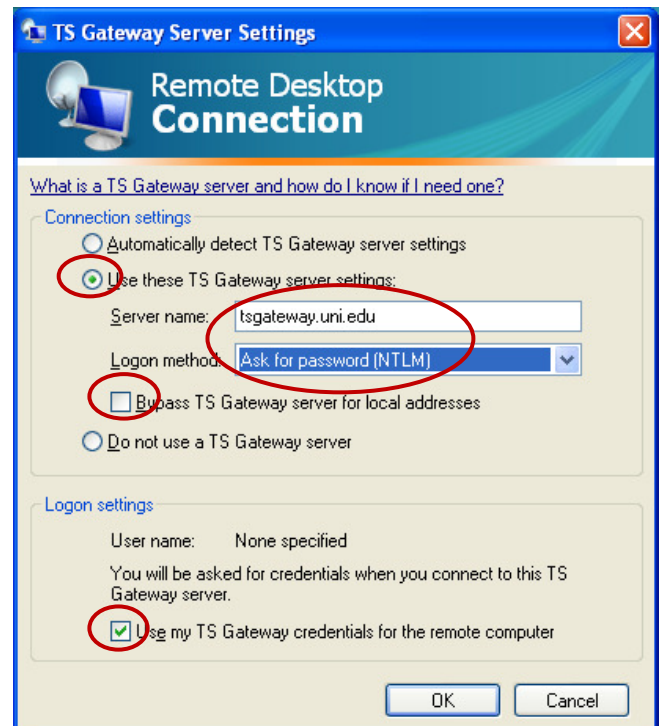 TS Gateway Server Settings
Remote Desktop
Connection
What is a TS Gateway server and how do I know if I need one?
Connection settings
Automatically detect TS Gateway server settings
Use these TS Gateway server settings:
Server name: tsgateway.uni.edu
Logon method: Ask for password (NTLM)
Bypass TS Gateway server for local addresses
Do not use a TS Gateway server
Logon settings
User name: None specified
You will be asked for credentials when you connect to this TS
Gateway server.
Use my TS Gateway credentials for the remote computer
OK Cancel